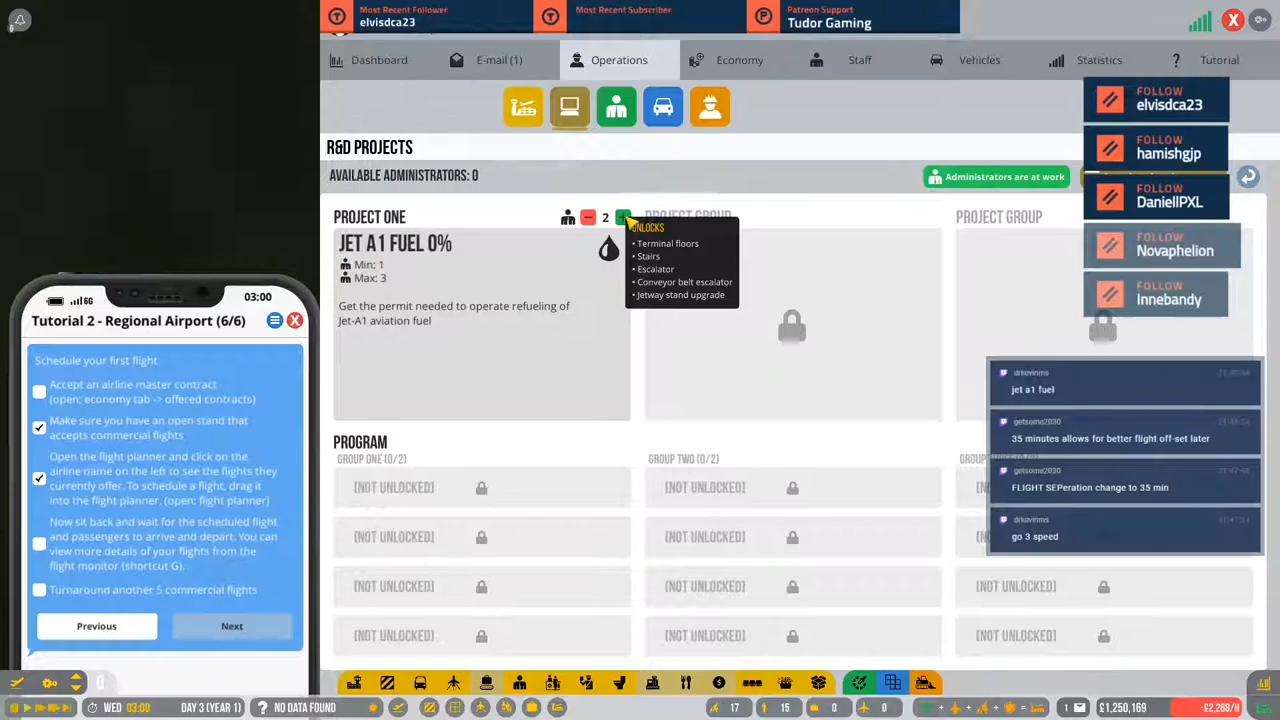 Most Recent Follower
elvisdca23
Most Recent Subscriber
Patreon Support
Tudor Gaming
6
Dashboard
E-mail (1)
Operations
Economy
Staff
Vehicles
Statistics
Tutorial
R&D PROJECTS
AVAILABLE ADMINISTRATORS: 0
Administrators are at work
PROJECT ONE
2
PROJECT GROUP
PROJECT GROUP
JET A1 FUEL 0%
Min: 1
Max: 3
Get the permit needed to operate refueling of
Jet-A1 aviation fuel
UNLOCKS
• Terminal floors
• Stairs
• Escalator
• Conveyor belt escalator
• Jetway stand upgrade
FOLLOW
elvisdca23
FOLLOW
hamishgjp
FOLLOW
DaniellPXL
FOLLOW
Novaphelion
FOLLOW
Innebandy
drkevinms
jet a1 fuel
getsome2030
35 minutes allows for better flight off-set later
getsome2030
FLIGHT SEPeration change to 35 min
drkevinms
go 3 speed
PROGRAM
GROUP ONE (0/2)
GROUP TWO (0/2)
[NOT UNLOCKED]
[NOT UNLOCKED]
[NOT UNLOCKED]
[NOT UNLOCKED]
[NOT UNLOCKED]
[NOT UNLOCKED]
[NOT UNLOCKED]
[NOT UNLOCKED]
[NOT UNLOCKED]
[NOT UNLOCKED]
6G
03:00
Tutorial 2 - Regional Airport (6/6)
Schedule your first flight
Accept an airline master contract
(open: economy tab -> offered contracts)
Make sure you have an open stand that
accepts commercial flights
Open the flight planner and click on the
airline name on the left to see the flights they
currently offer. To schedule a flight, drag it
into the flight planner. (open: flight planner)
Now sit back and wait for the scheduled flight
and passengers to arrive and depart. You can
view more details of your flights from the
flight monitor (shortcut G).
Turnaround another 5 commercial flights
Previous
Next
0
WED 03:00
DAY 3 (YEAR 1)
? NO DATA FOUND
17
15
0
0
1
£1,250,169
-£2,268/H